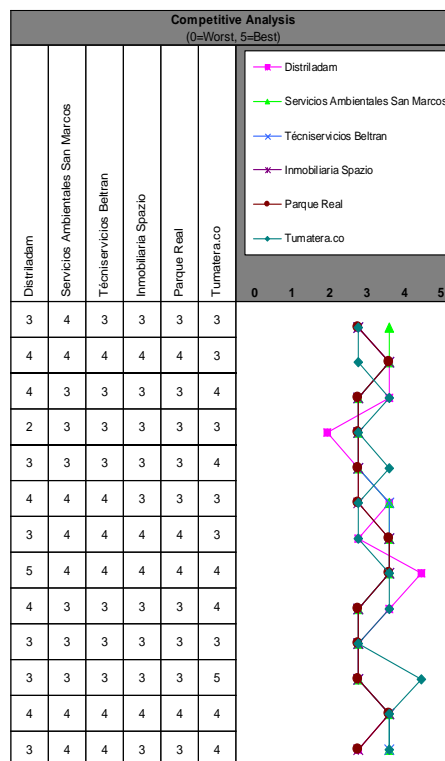 Competitive Analysis
(0=Worst, 5=Best)
Distriladam
Servicios Ambientales San Marcos
Técniservicios Beltran
Inmobiliaria Spazio
Parque Real
Tumatera.co
Distriladam
Servicios Ambientales San Marcos
Técniservicios Beltran
Inmobiliaria Spazio
Parque Real
Tumatera.co
0 1 2 3 4 5
3 4 3 3 3 3
4 4 4 4 4 3
4 3 3 3 3 4
2 3 3 3 3 3
3 3 3 3 3 4
4 4 4 3 3 3
3 4 4 4 4 3
5 4 4 4 4 4
4 3 3 3 3 4
3 3 3 3 3 3
3 3 3 3 3 5
4 4 4 4 4 4
3 4 4 3 3 4